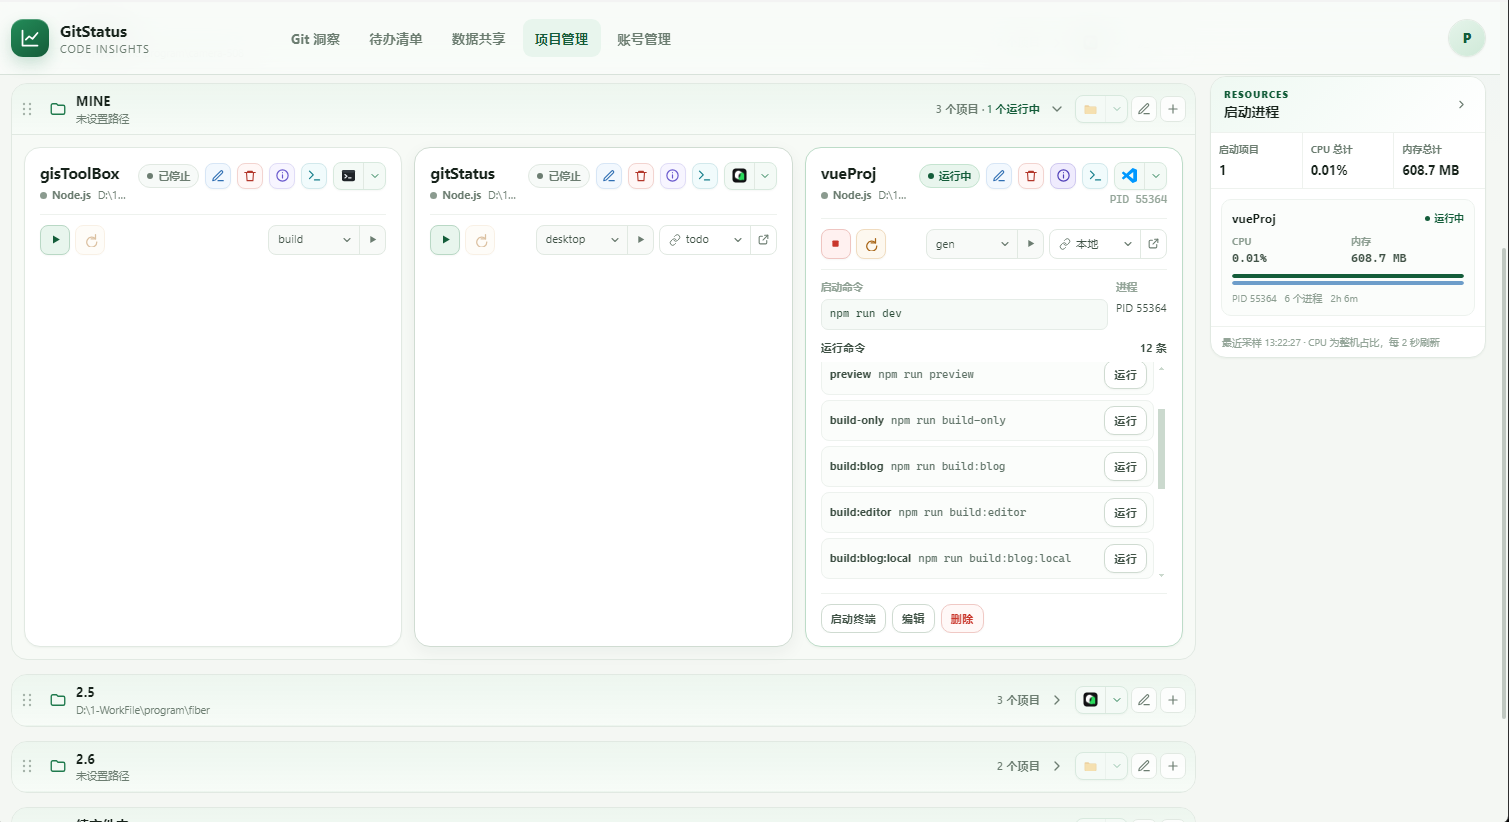 GitStatus
CODE INSIGHTS
Git 洞察
待办清单
数据共享
项目管理
账号管理
P
MINE
未设置路径
3 个项目 · 1 个运行中
gisToolBox
已停止
Node.js D:\1...
build
gitStatus
已停止
Node.js D:\1...
desktop
todo
vueProj
运行中
Node.js D:\1...
PID 55364
gen
本地
启动命令
进程
npm run dev
PID 55364
运行命令
12 条
preview npm run preview
运行
build-only npm run build-only
运行
build:blog npm run build:blog
运行
build:editor npm run build:editor
运行
build:blog:local npm run build:blog:local
运行
启动终端
编辑
删除
2.5
D:\1-WorkFile\program\fiber
3 个项目
2.6
未设置路径
2 个项目
RESOURCES
启动进程
启动项目
CPU 总计
内存总计
1
0.01%
608.7 MB
vueProj
运行中
CPU
内存
0.01%
608.7 MB
PID 55364 6 个进程 2h 6m
最近采样 13:22:27 · CPU 为整机占比，每 2 秒刷新